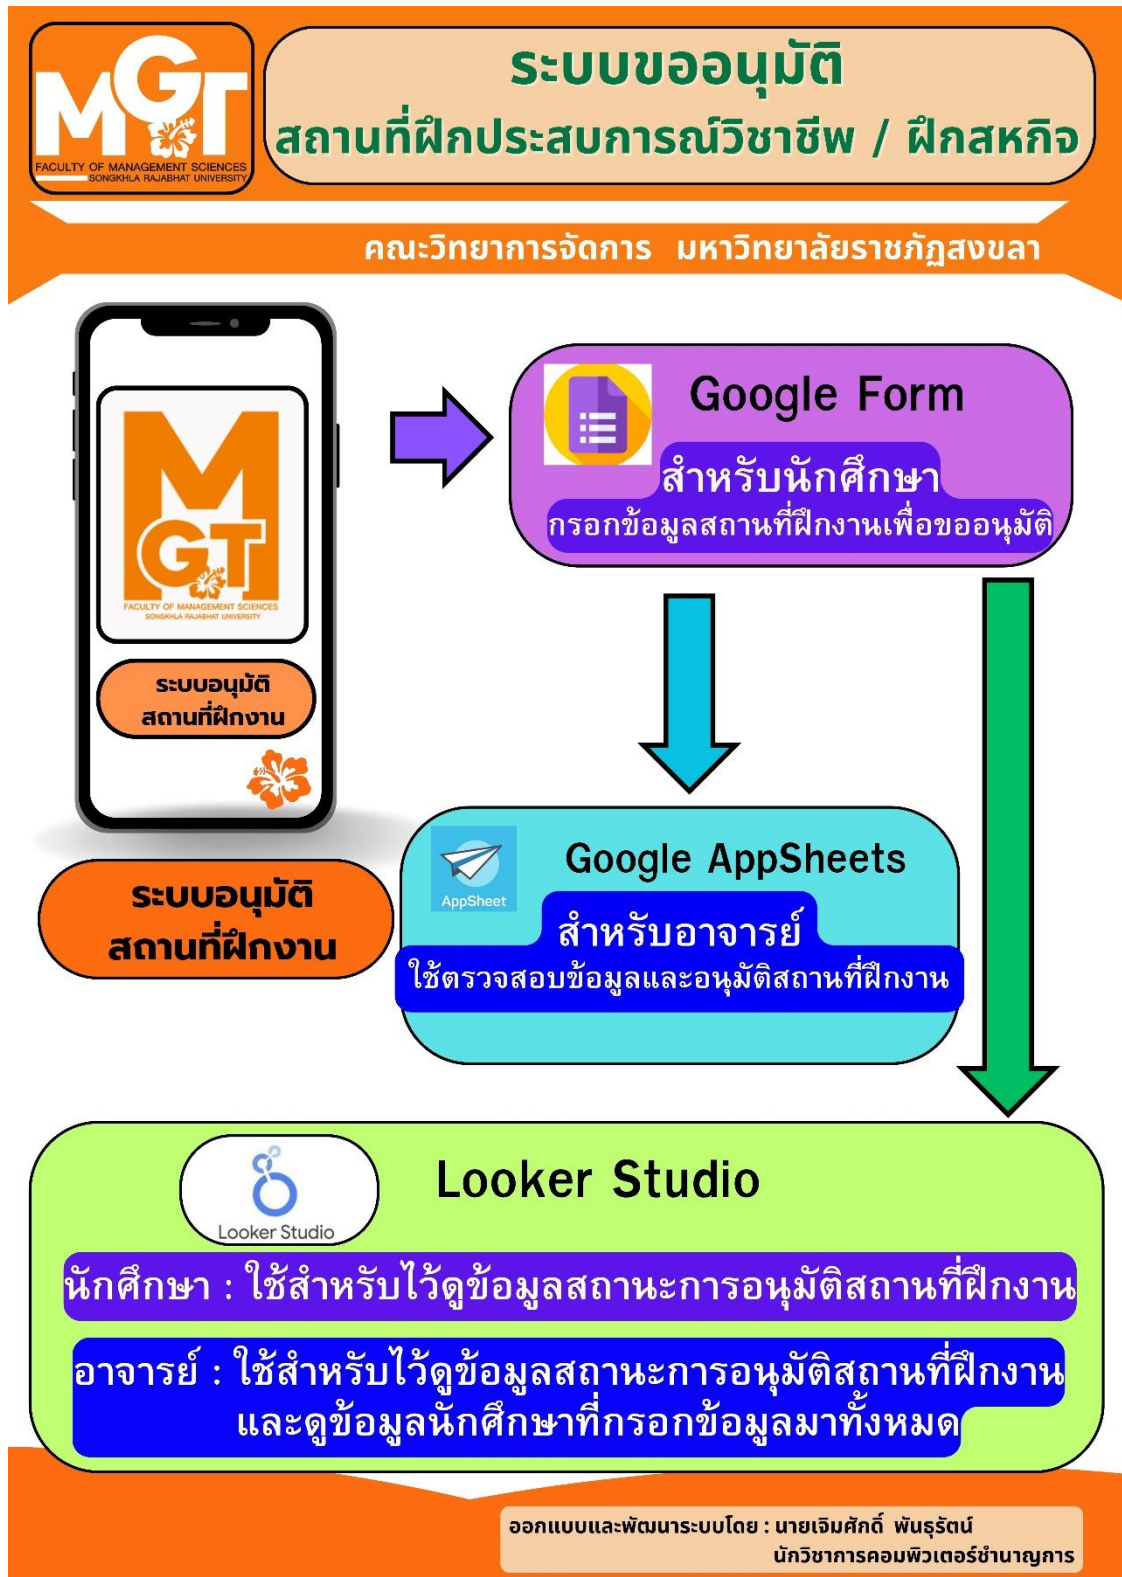 MGT
FACULTY OF MANAGEMENT SCIENCES
SONGKHLA RAJABHAT UNIVERSITY
ระบบขออนุมัติ
สถานที่ฝึกประสบการณ์วิชาชีพ / ฝึกสหกิจ
คณะวิทยาการจัดการ มหาวิทยาลัยราชภัฏสงขลา
MGT
FACULTY OF MANAGEMENT SCIENCES
SONGKHLA RAJABHAT UNIVERSITY
ระบบอนุมัติ
สถานที่ฝึกงาน
ระบบอนุมัติ
สถานที่ฝึกงาน
Google Form
สำหรับนักศึกษา
กรอกข้อมูลสถานที่ฝึกงานเพื่อขออนุมัติ
AppSheet
Google AppSheets
สำหรับอาจารย์
ใช้ตรวจสอบข้อมูลและอนุมัติสถานที่ฝึกงาน
Looker Studio
Looker Studio
นักศึกษา : ใช้สำหรับไว้ดูข้อมูลสถานะการอนุมัติสถานที่ฝึกงาน
อาจารย์ : ใช้สำหรับไว้ดูข้อมูลสถานะการอนุมัติสถานที่ฝึกงาน
และดูข้อมูลนักศึกษาที่กรอกข้อมูลมาทั้งหมด
ออกแบบและพัฒนาระบบโดย : นายเจิมศักดิ์ พันธุรัตน์
นักวิชาการคอมพิวเตอร์ชำนาญการ